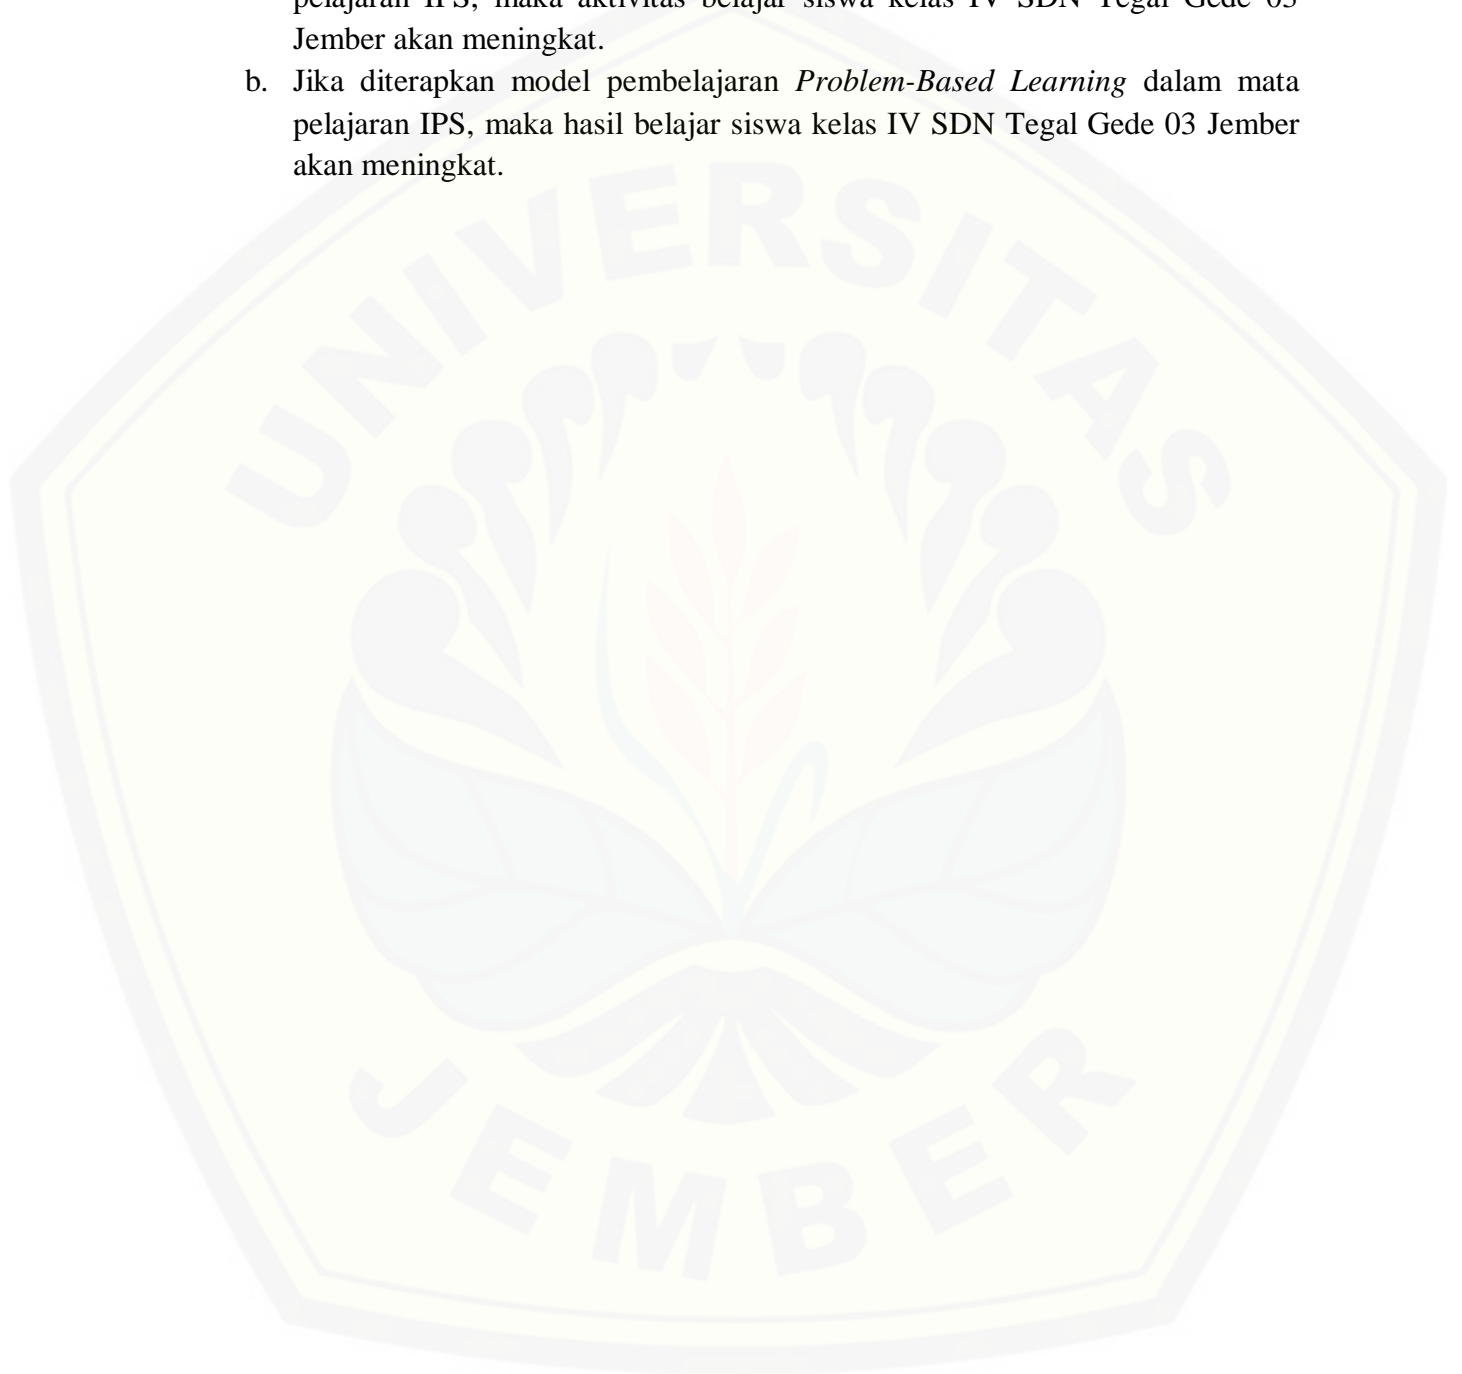 pelajaran IPS, maka aktivitas belajar siswa kelas IV SDN Tegal Gede 03
Jember akan meningkat.
b. Jika diterapkan model pembelajaran Problem-Based Learning dalam mata
pelajaran IPS, maka hasil belajar siswa kelas IV SDN Tegal Gede 03 Jember
akan meningkat.
UNIVERSITAS
JEMBER